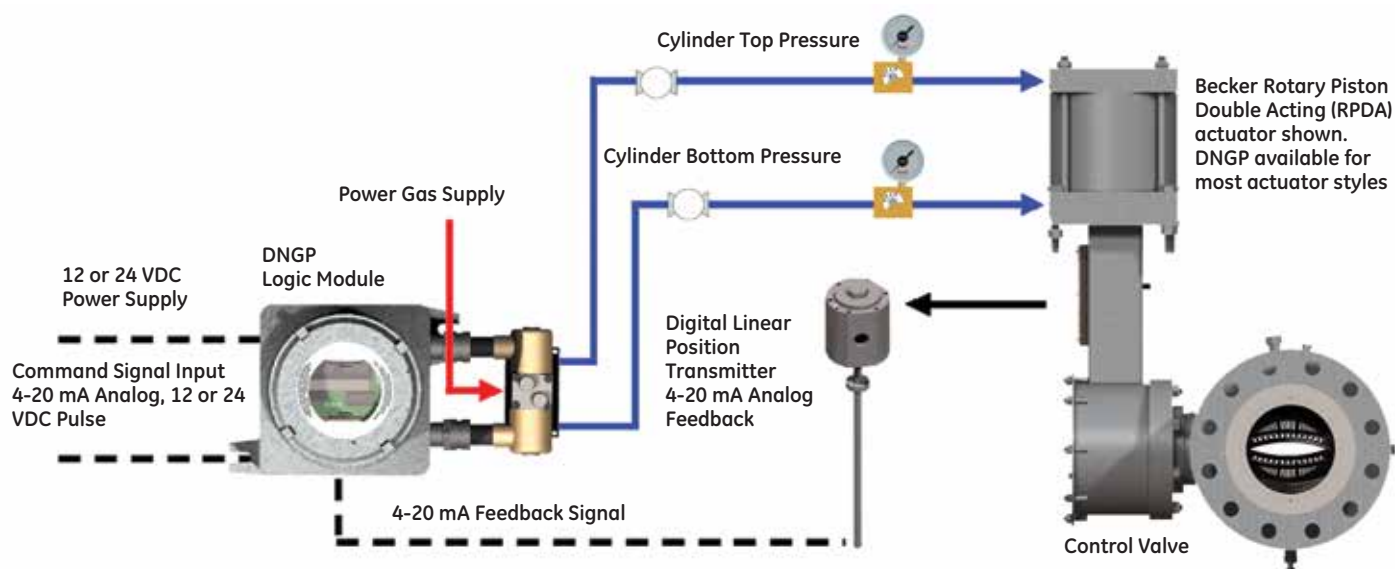 Cylinder Top Pressure
Becker Rotary Piston
Double Acting (RPDA)
actuator shown.
DNGP available for
most actuator styles
Cylinder Bottom Pressure
Power Gas Supply
DNGP
Logic Module
12 or 24 VDC
Power Supply
Command Signal Input
4-20 mA Analog, 12 or 24
VDC Pulse
Digital Linear
Position
Transmitter
4-20 mA Analog
Feedback
4-20 mA Feedback Signal
Control Valve